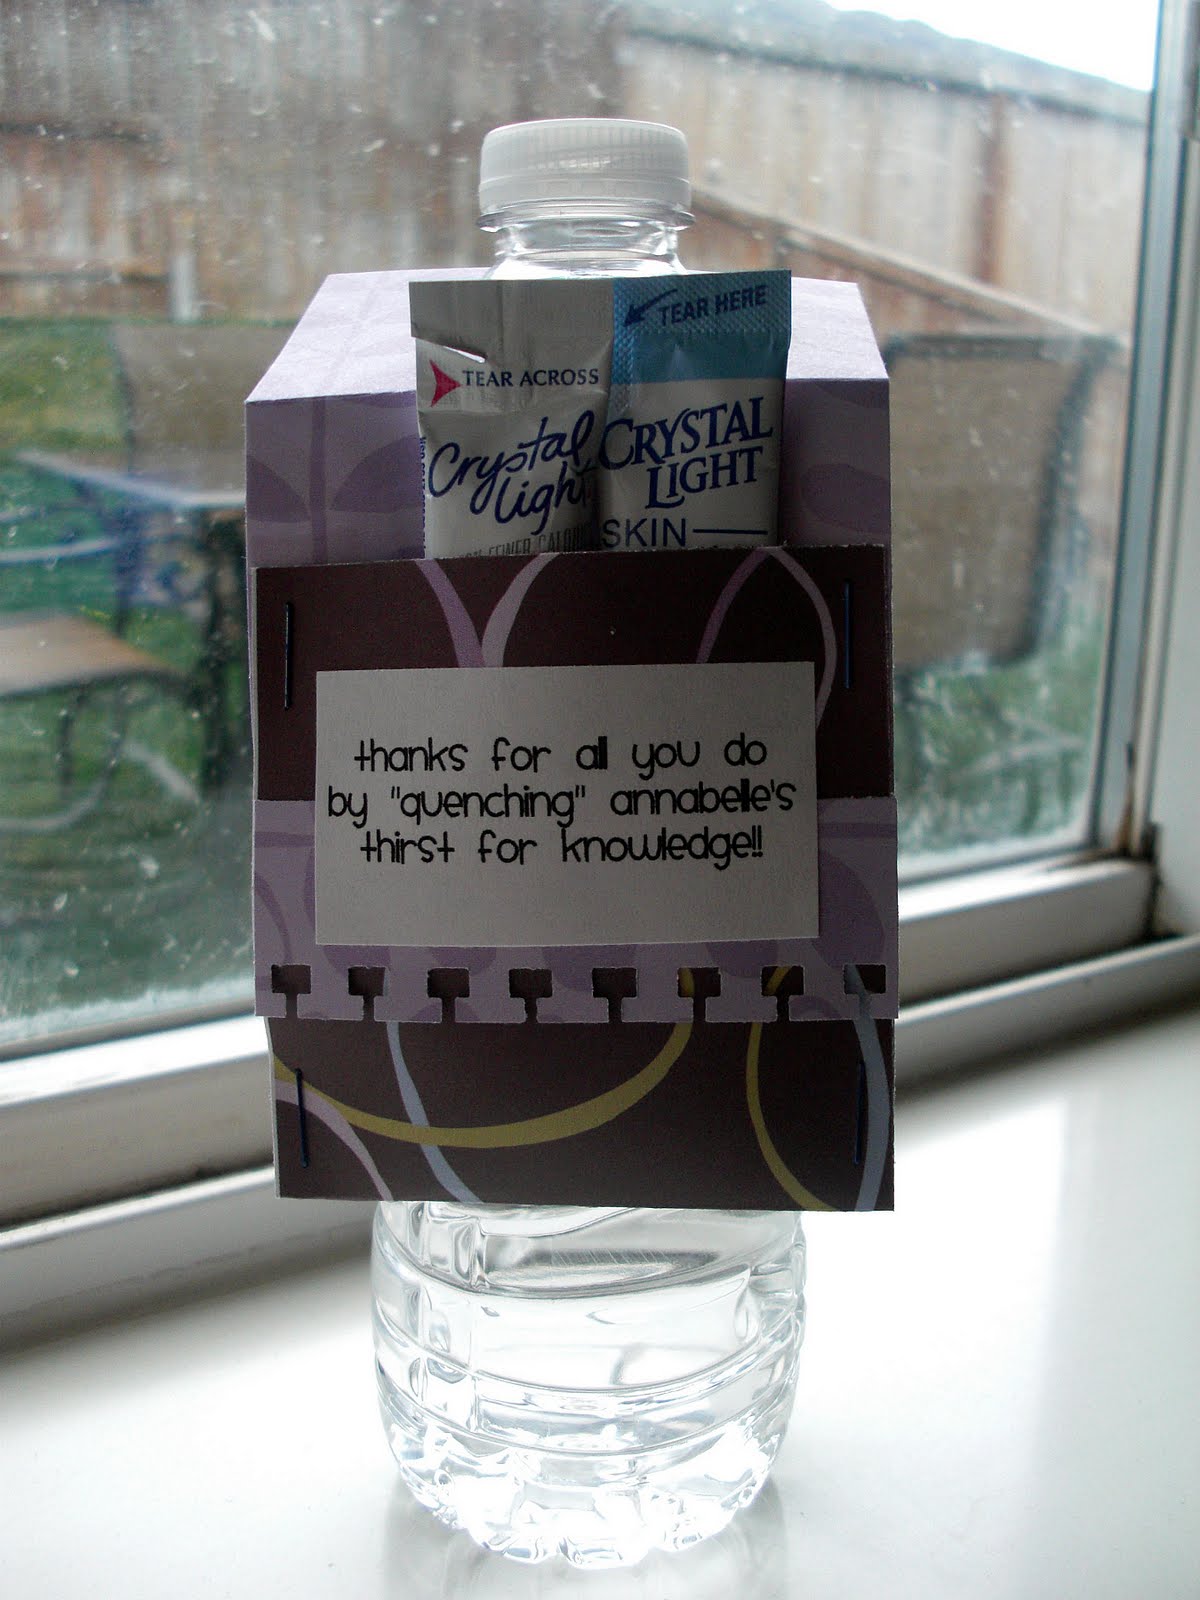 TEAR HERE
TEAR ACROSS
Crystal
Light
CRYSTAL
LIGHT
SKIN
thanks for all you do
by "quenching" annabelle's
thirst for knowledge!!